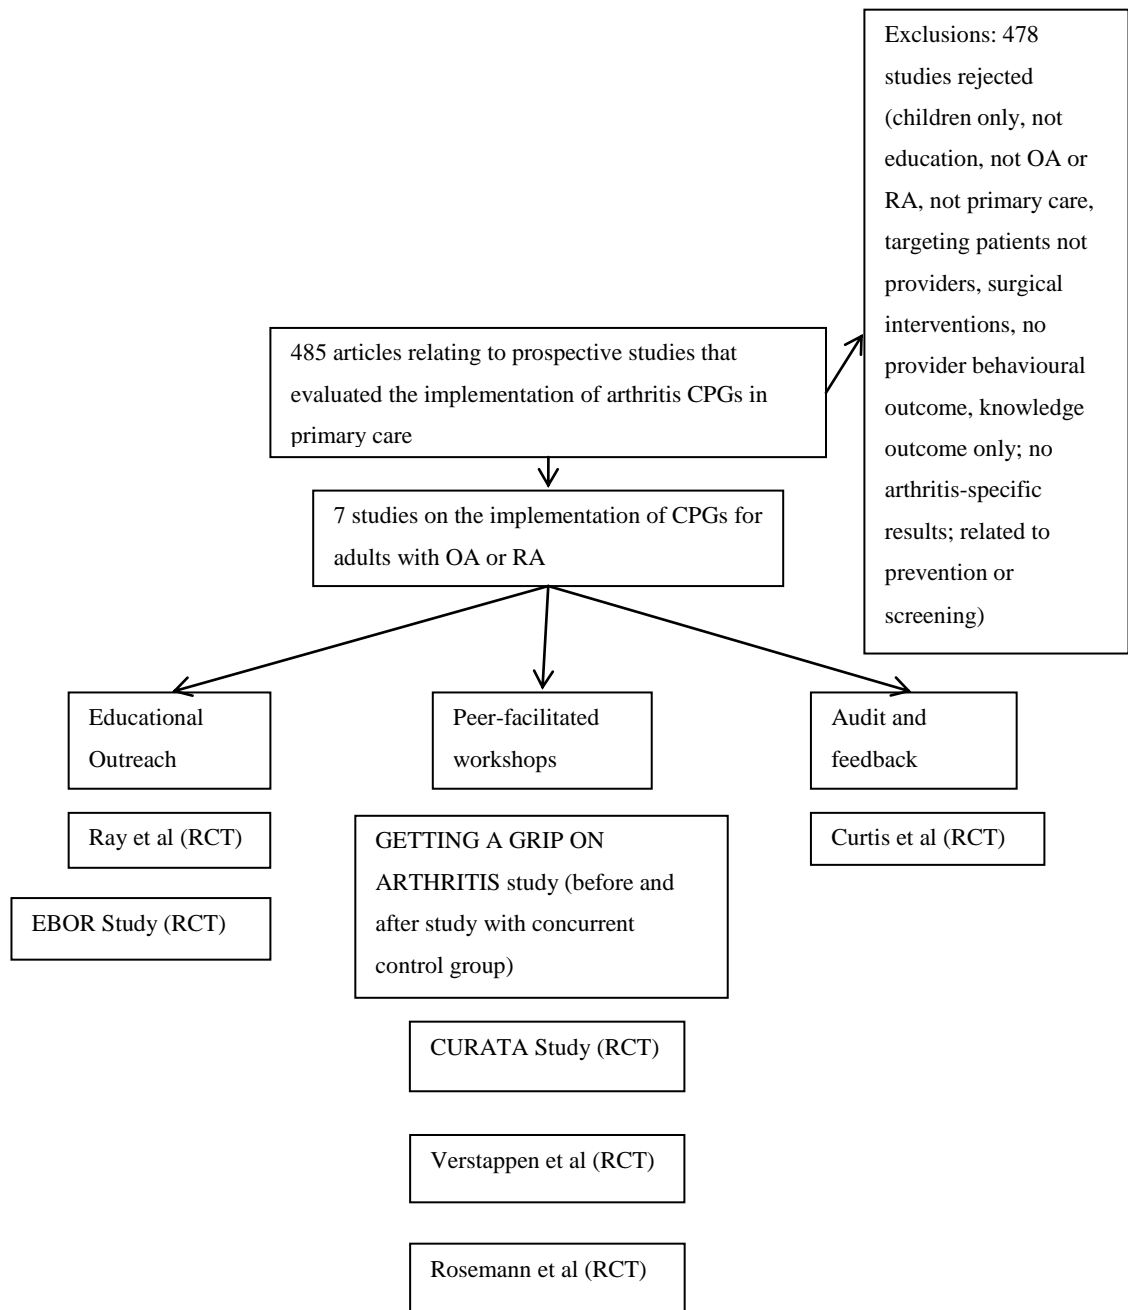 Exclusions: 478
studies rejected
(children only, not
education, not OA or
RA, not primary care,
targeting patients not
providers, surgical
interventions, no
provider behavioural
outcome, knowledge
outcome only; no
arthritis-specific
results; related to
prevention or
screening)
485 articles relating to prospective studies that
evaluated the implementation of arthritis CPGs in
primary care
7 studies on the implementation of CPGs for
adults with OA or RA
Educational
Outreach
Ray et al (RCT)
EBOR Study (RCT)
Peer-facilitated
workshops
GETTING A GRIP ON
ARTHRITIS study (before and
after study with concurrent
control group)
CURATA Study (RCT)
Verstappen et al (RCT)
Rosemann et al (RCT)
Audit and
feedback
Curtis et al (RCT)